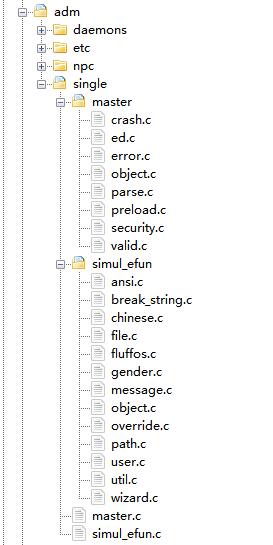 adm
daemons
etc
npc
single
master
crash.c
ed.c
error.c
object.c
parse.c
preload.c
security.c
valid.c
simul_efun
ansi.c
break_string.c
chinese.c
file.c
fluffos.c
gender.c
message.c
object.c
override.c
path.c
user.c
util.c
wizard.c
master.c
simul_efun.c